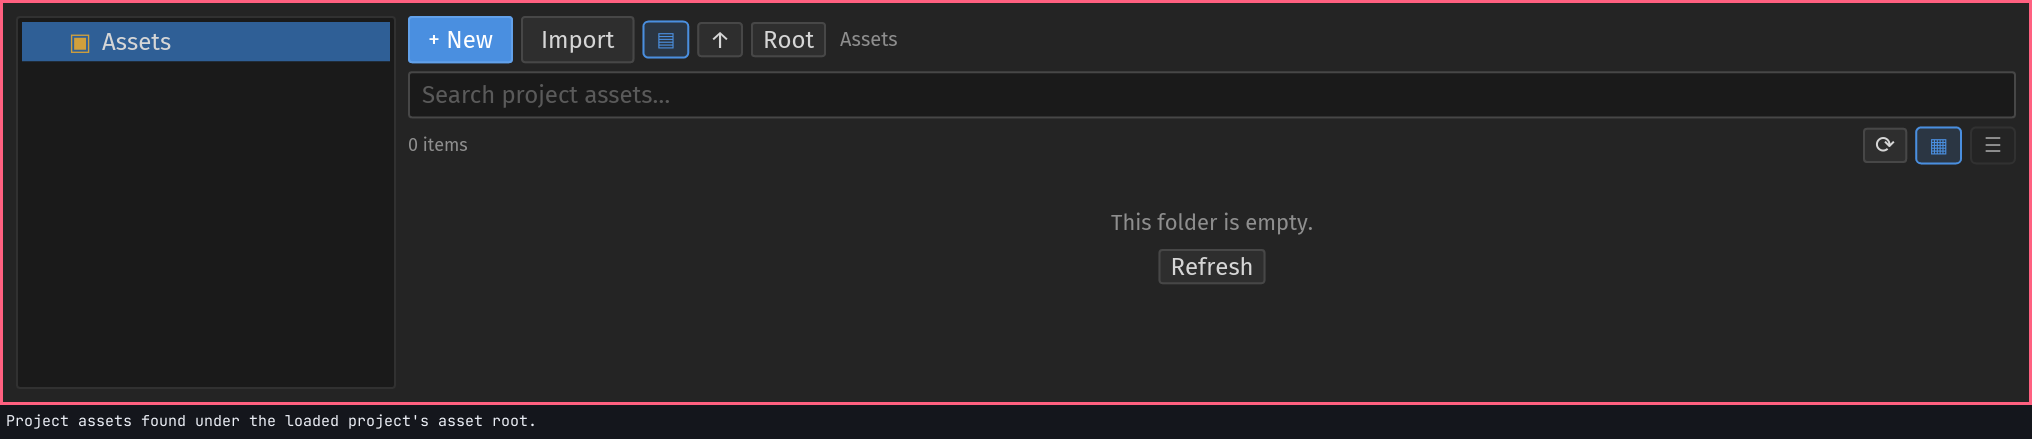 Assets
+ New Import ↑ Root Assets
Search project assets...
0 items
This folder is empty.
Refresh
Project assets found under the loaded project's asset root.